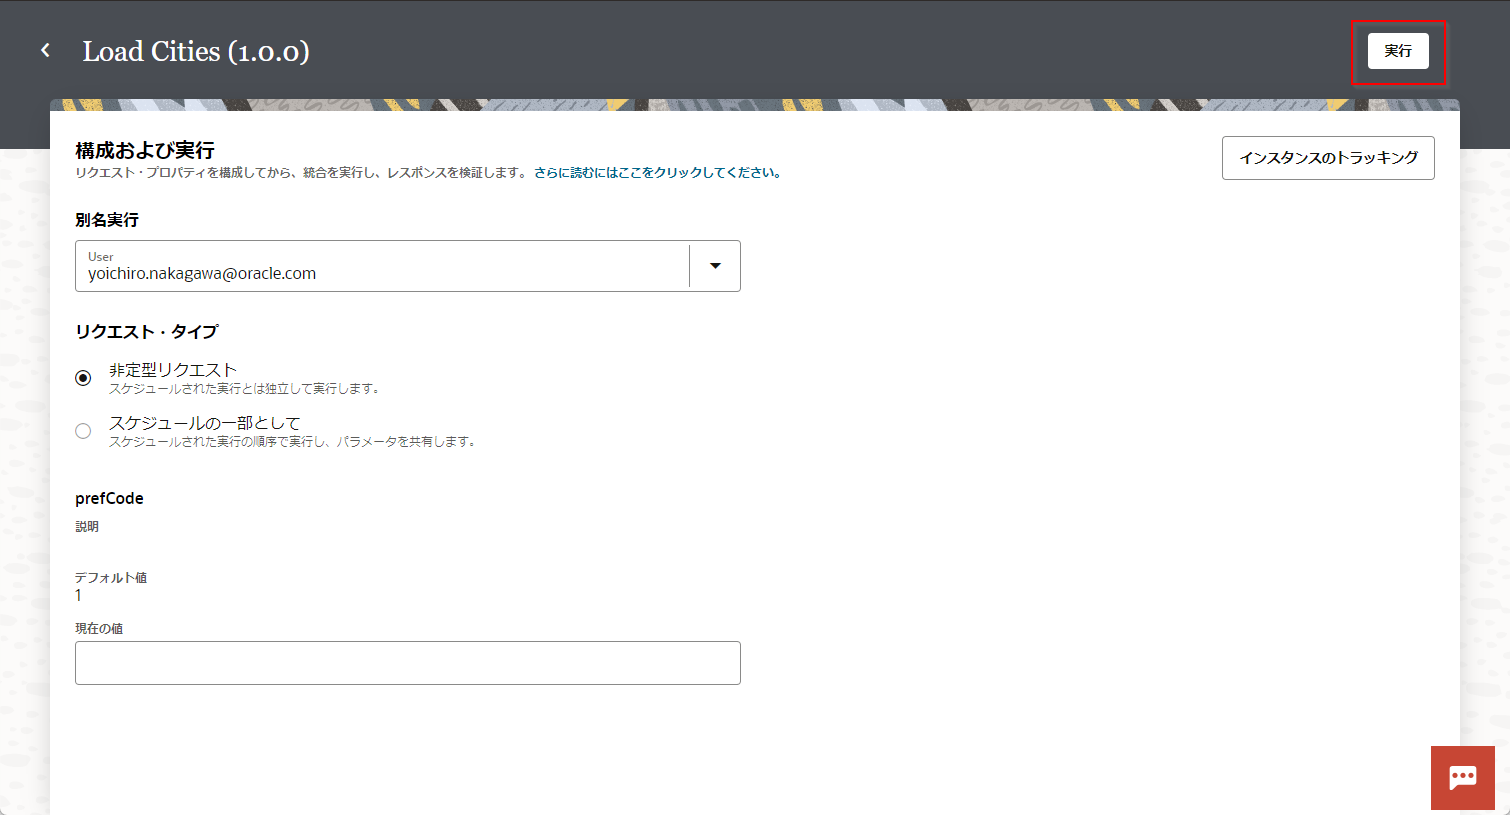 Load Cities (1.0.0)
実行
構成および実行
リクエスト・プロパティを構成してから、統合を実行し、レスポンスを検証します。 さらに読むにはここをクリックしてください。
インスタンスのトラッキング
別名実行
User
yoichiro.nakagawa@oracle.com
リクエスト・タイプ
非定型リクエスト
スケジュールされた実行とは独立して実行します。
スケジュールの一部として
スケジュールされた実行の順序で実行し、パラメータを共有します。
prefCode
説明
デフォルト値
1
現在の値